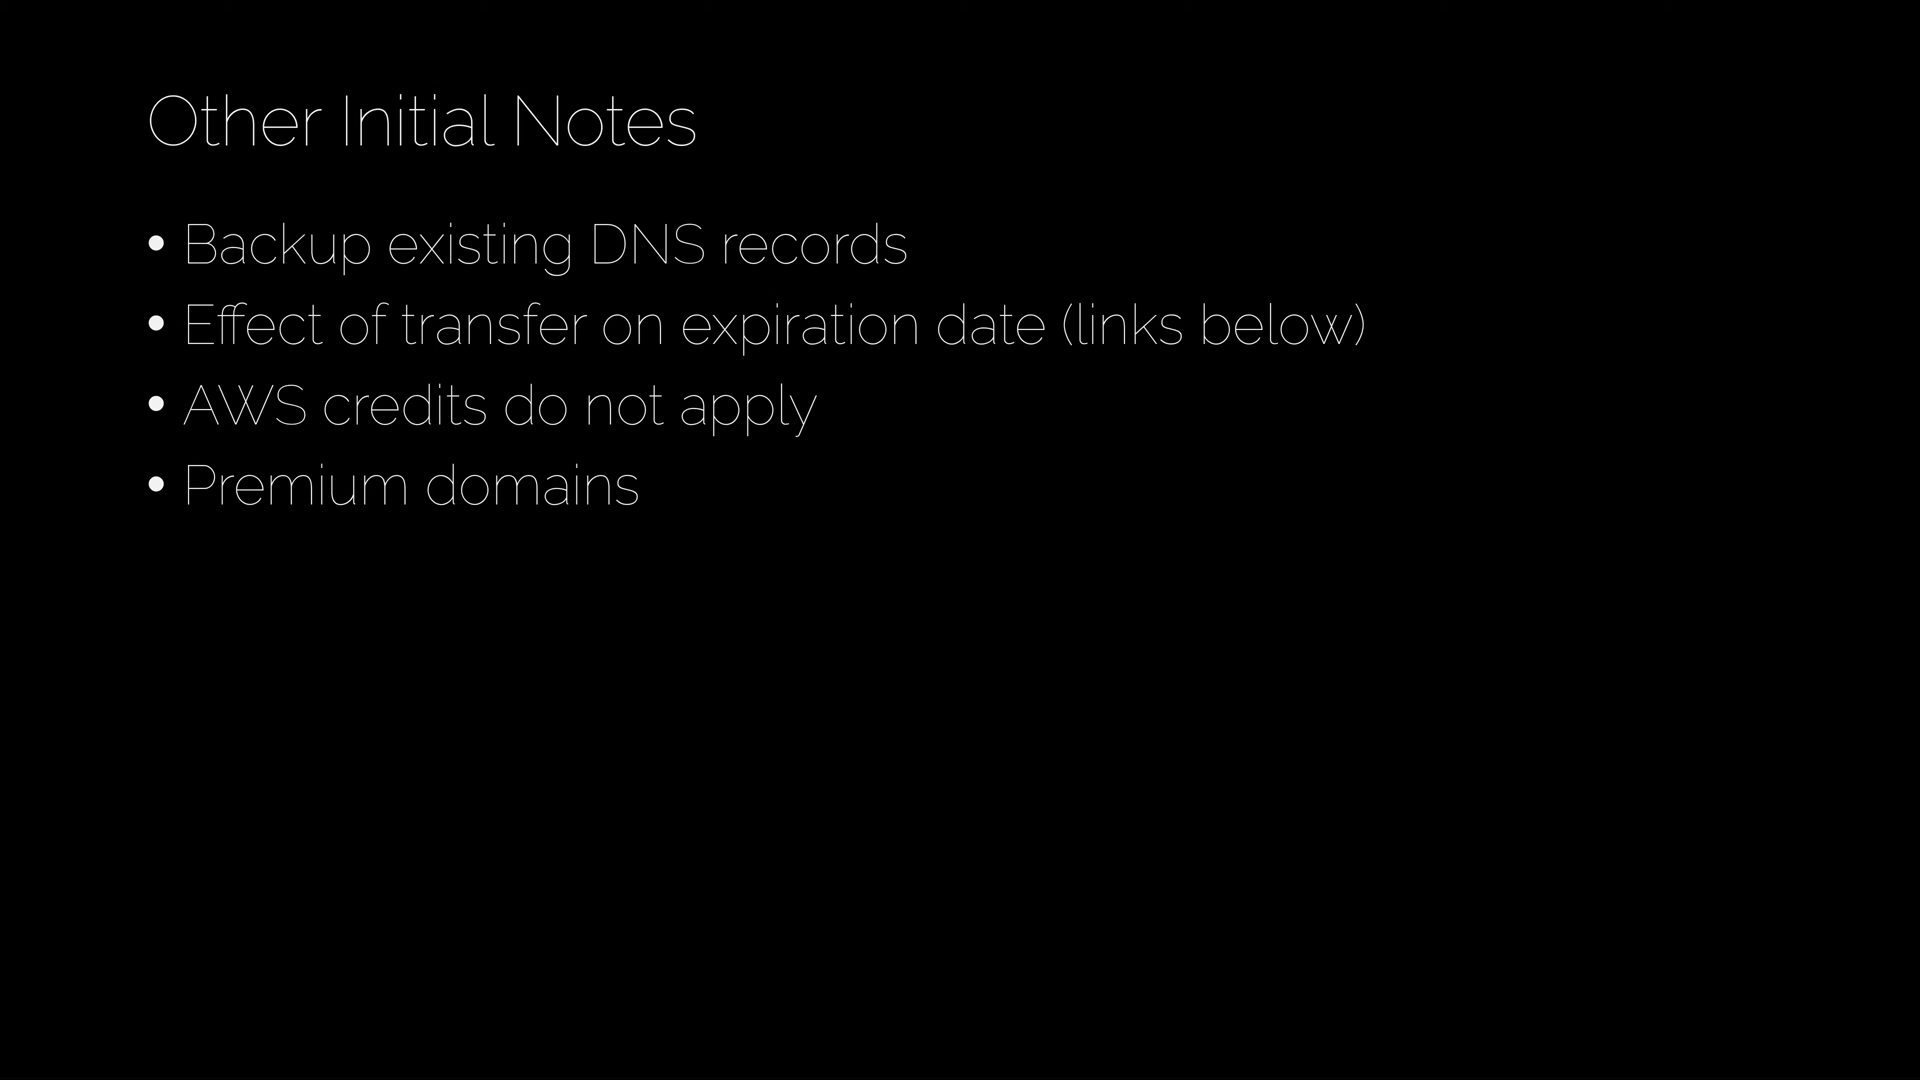 Other Initial Notes
• Backup existing DNS records
• Effect of transfer on expiration date (links below)
• AWS credits do not apply
• Premium domains